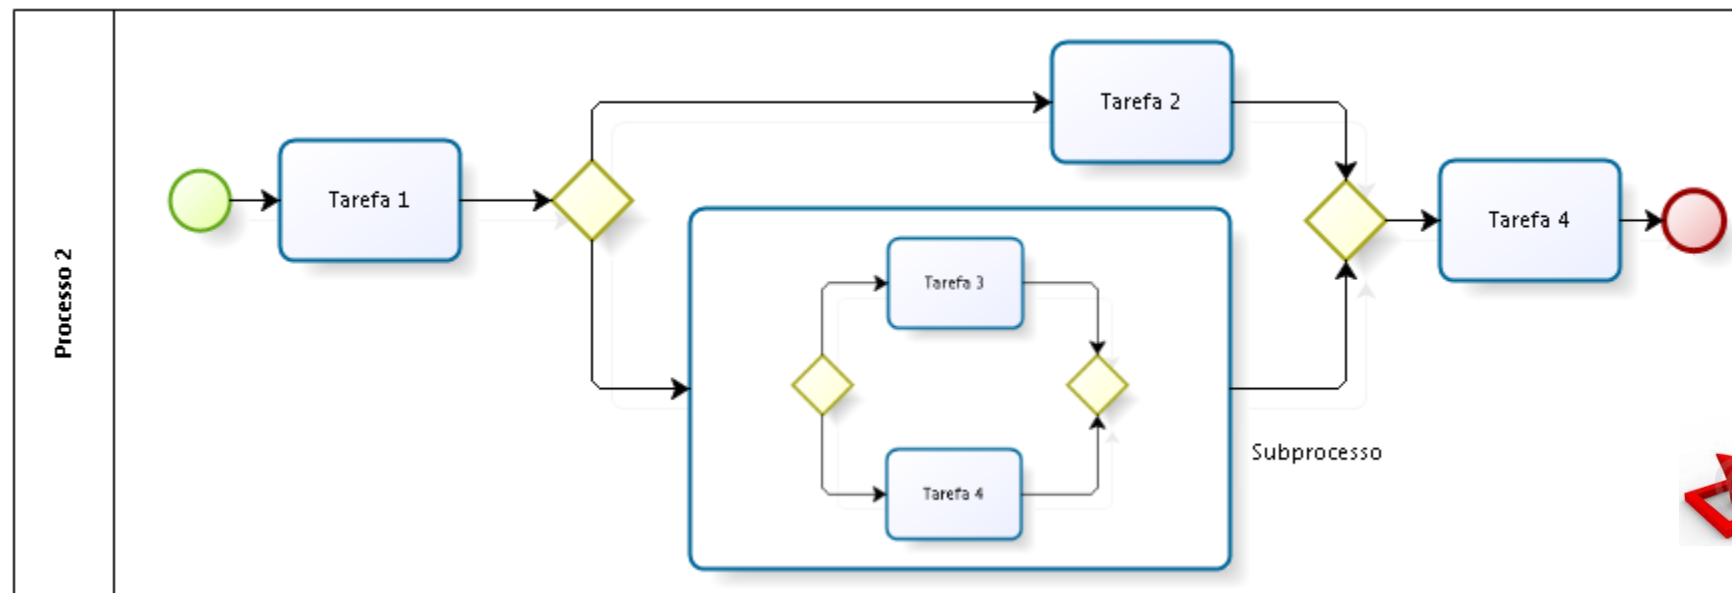 Processo 2
Tarefa 1
Tarefa 2
Tarefa 3
Tarefa 4
Subprocesso
Tarefa 4